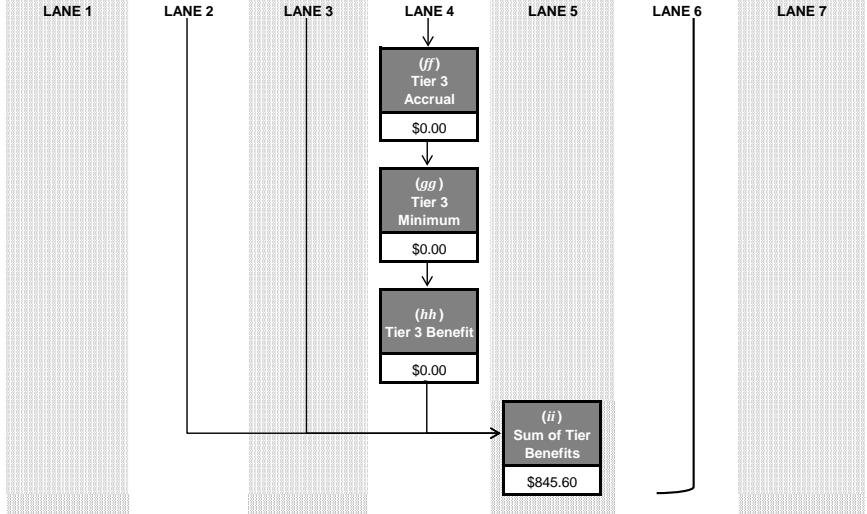 LANE 1 LANE 2 LANE 3 LANE 4 LANE 5 LANE 6 LANE 7
(ff)
Tier 3
Accrual
$0.00
(gg)
Tier 3
Minimum
$0.00
(hh)
Tier 3 Benefit
$0.00
(ii)
Sum of Tier
Benefits
$845.60